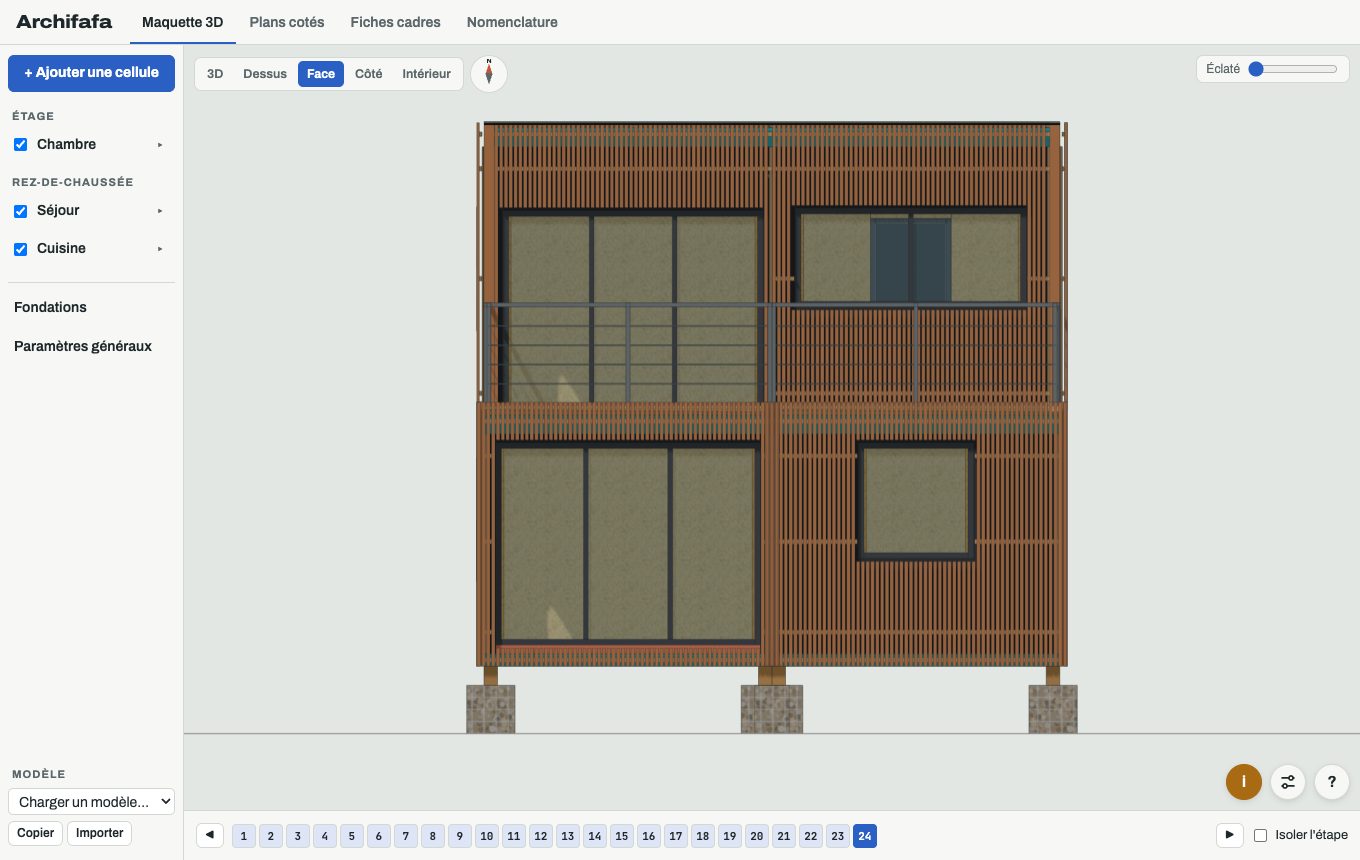 Archifafa
Maquette 3D
Plans cotés
Fiches cadres
Nomenclature
+ Ajouter une cellule
ÉTAGE
Chambre
REZ-DE-CHAUSSÉE
Séjour
Cuisine
Fondations
Paramètres généraux
MODÈLE
Charger un modèle...
Copier
Importer
3D
Dessus
Face
Côté
Intérieur
N
Éclaté
i
?
1 2 3 4 5 6 7 8 9 10 11 12 13 14 15 16 17 18 19 20 21 22 23 24
Isoler l'étape